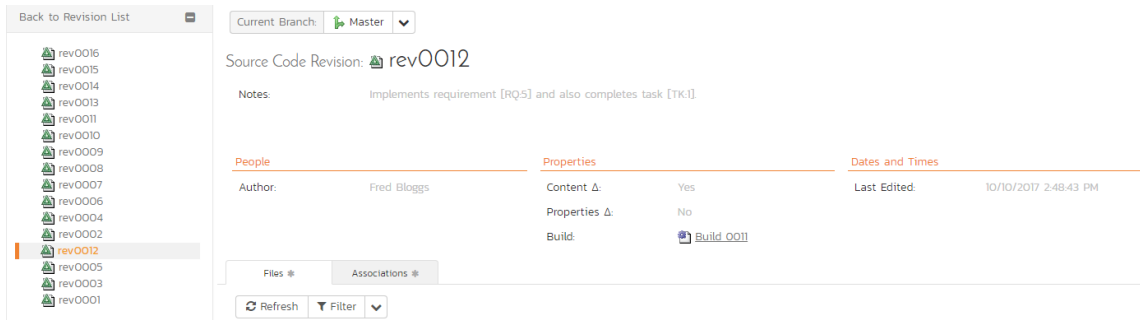 Back to Revision List
rev0016
rev0015
rev0014
rev0013
rev0011
rev0010
rev0009
rev0008
rev0007
rev0006
rev0004
rev0002
rev0012
rev0005
rev0003
rev0001
Current Branch: Master
Source Code Revision: rev0012
Notes: Implements requirement [RQ:5] and also completes task [TK:1].
People Properties Dates and Times
Author: Fred Bloggs Content Δ: Yes Last Edited: 10/10/2017 2:48:43 PM
Properties Δ: No
Build: Build 0011
Files Associations
Refresh Filter